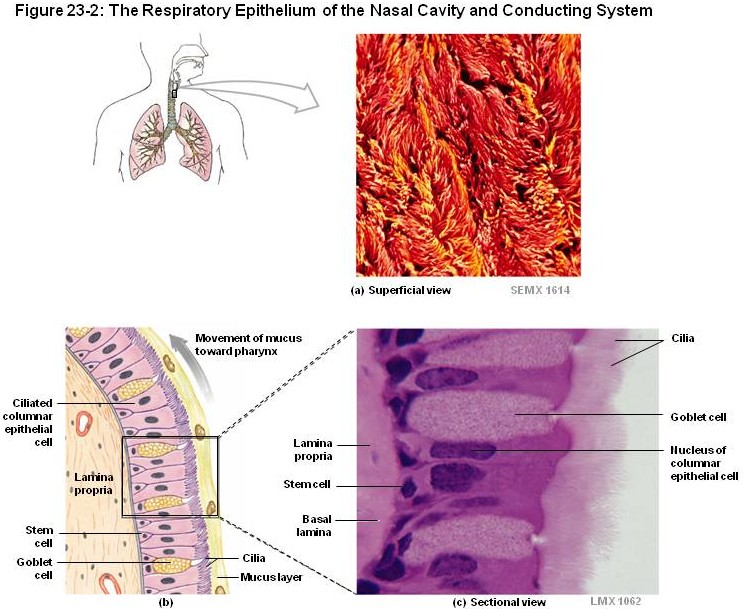 Figure 23-2: The Respiratory Epithelium of the Nasal Cavity and Conducting System
(a) Superficial view
SEMX 1614
Movement of mucus
toward pharynx
Ciliated
columnar
epithelial
cell
Lamina
propria
Stem
cell
Goblet
cell
Cilia
Mucus layer
(b)
Cilia
Goblet cell
Lamina
propria
Nucleus of
columnar
epithelial cell
Stem cell
Basal
lamina
(c) Sectional view
LMX 1062